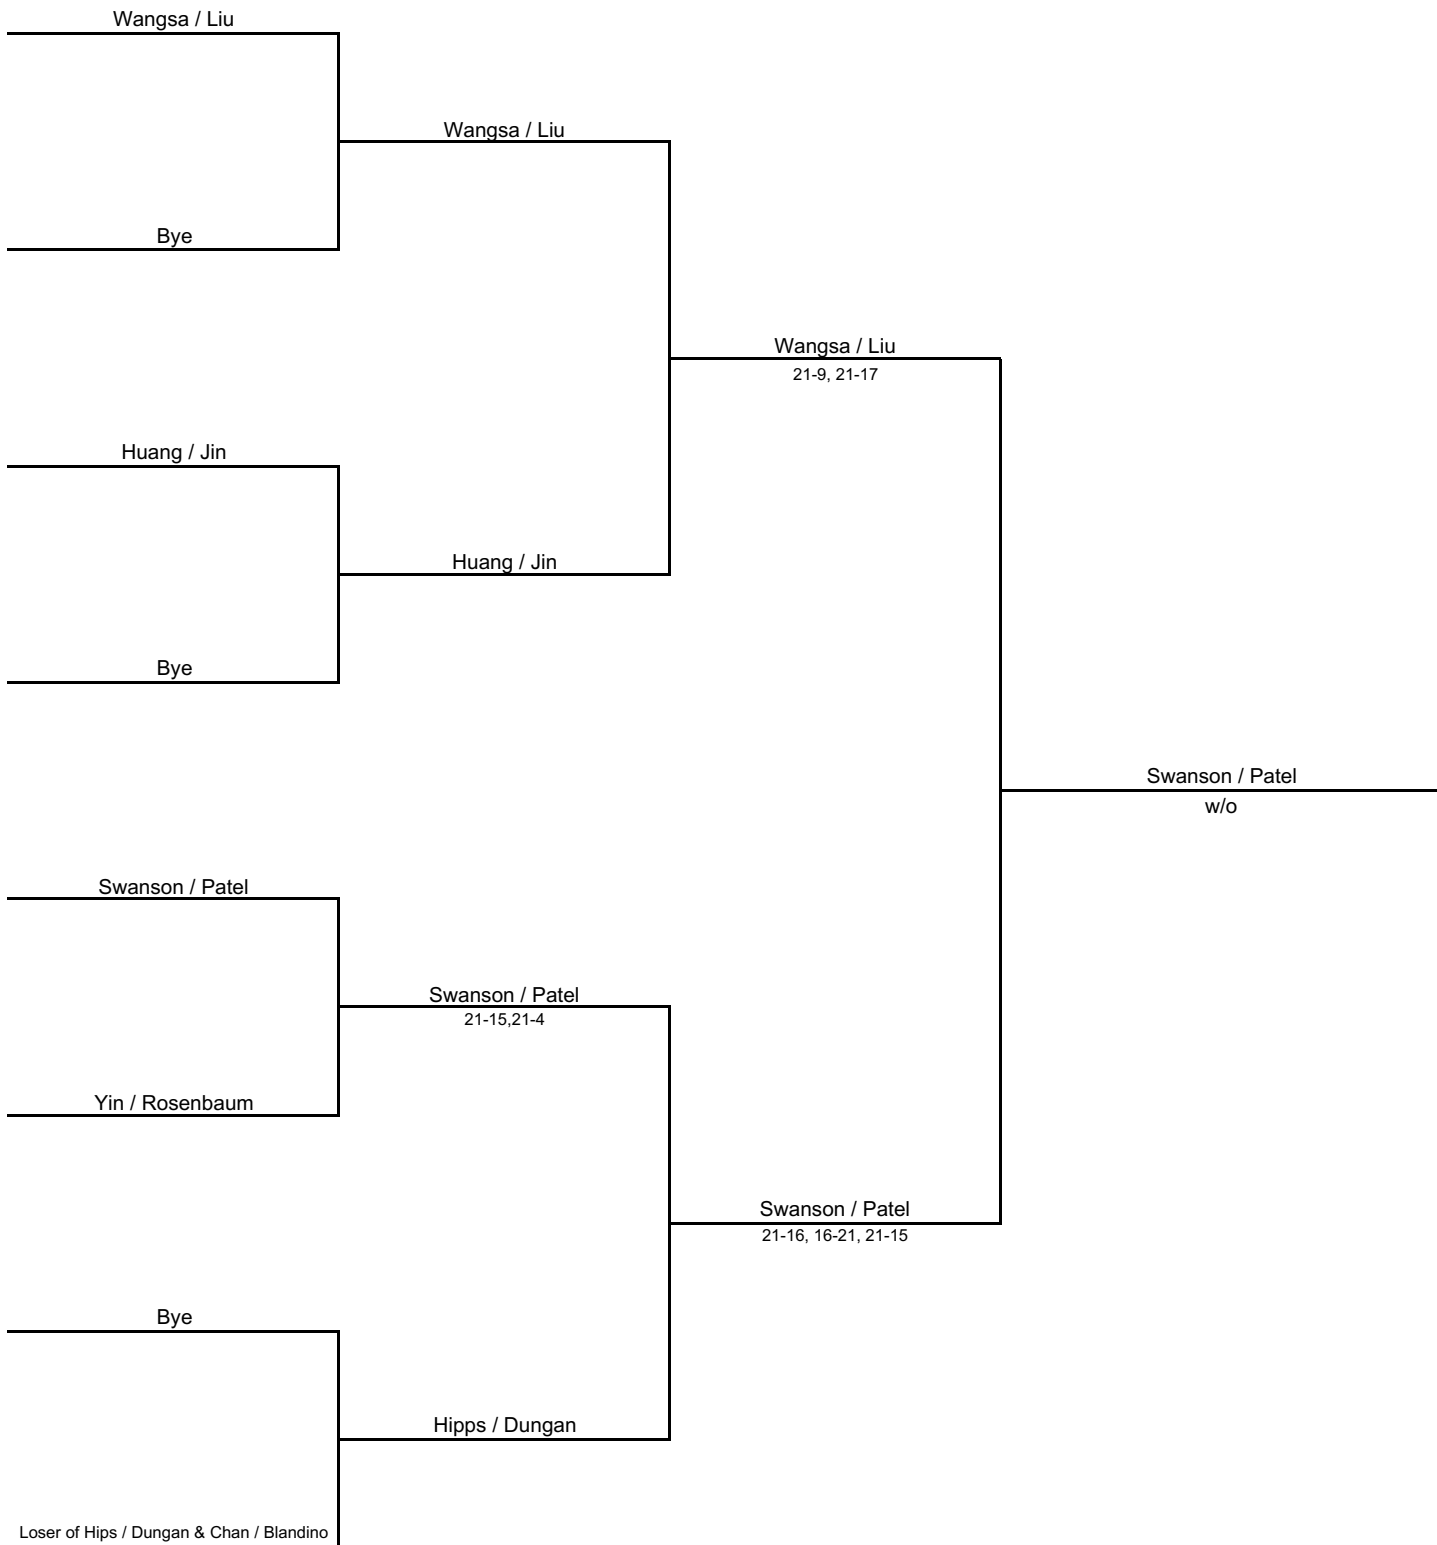 Wangsa / Liu
Wangsa / Liu
Bye
Wangsa / Liu
21-9, 21-17
Huang / Jin
Huang / Jin
Bye
Swanson / Patel
w/o
Swanson / Patel
Swanson / Patel
21-15,21-4
Yin / Rosenbaum
Swanson / Patel
21-16, 16-21, 21-15
Bye
Hipps / Dungan
Loser of Hips / Dungan & Chan / Blandino